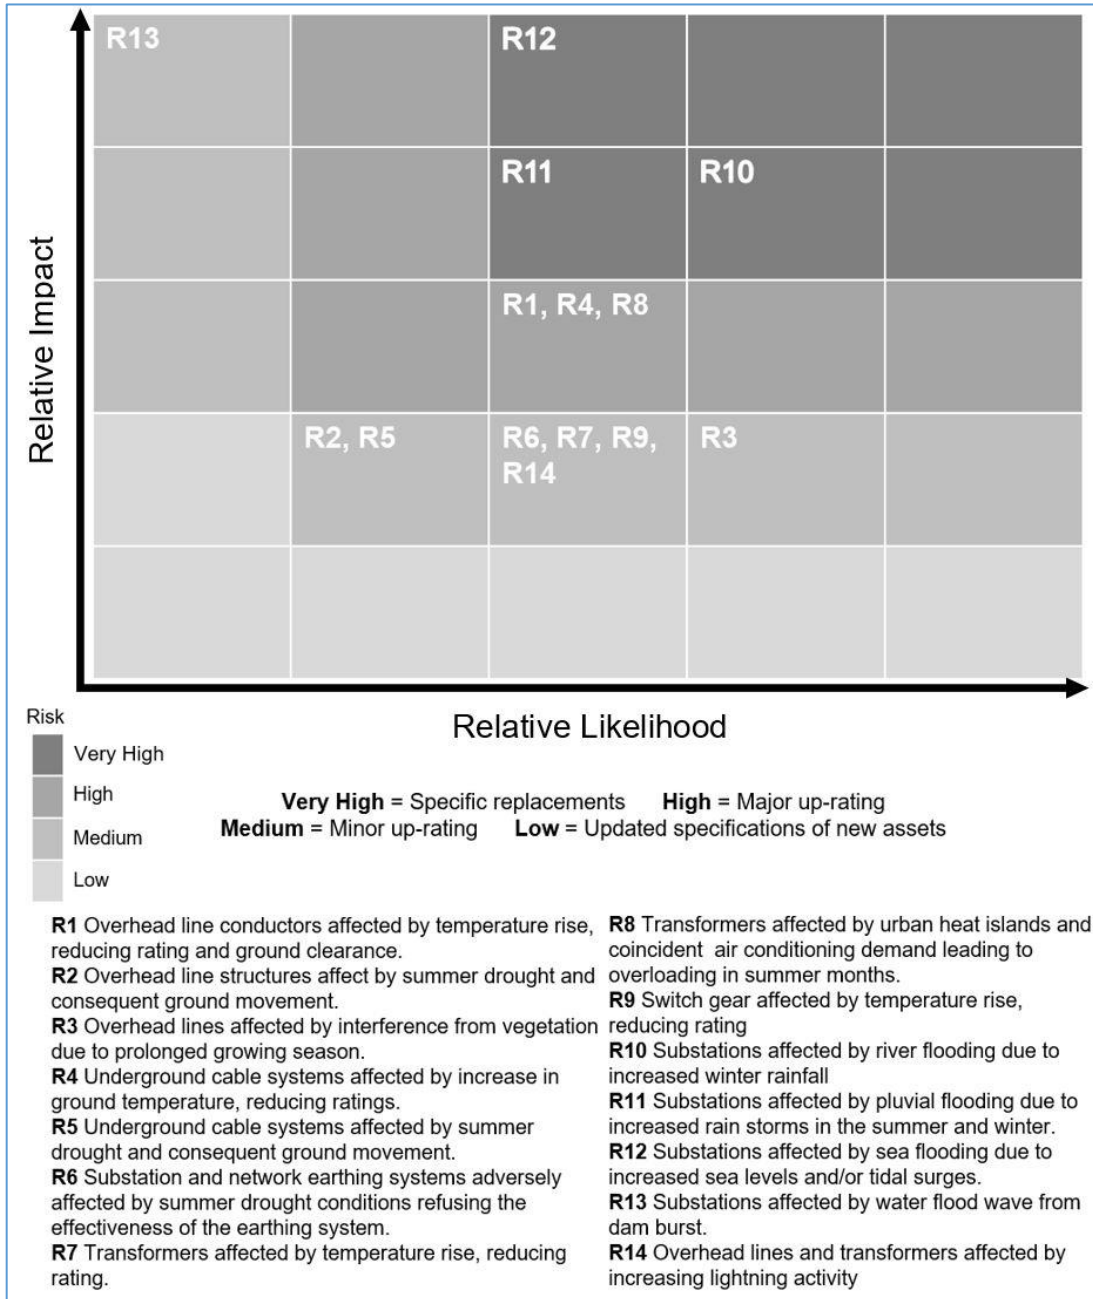 R13
R12
R11
R10
R1, R4, R8
R2, R5
R6, R7, R9,
R14
R3
Relative Impact
Relative Likelihood
Risk
Very High
High
Medium
Low
Very High = Specific replacements High = Major up-rating
Medium = Minor up-rating Low = Updated specifications of new assets
R1 Overhead line conductors affected by temperature rise,
reducing rating and ground clearance.
R2 Overhead line structures affect by summer drought and
consequent ground movement.
R3 Overhead lines affected by interference from vegetation
due to prolonged growing season.
R4 Underground cable systems affected by increase in
ground temperature, reducing ratings.
R5 Underground cable systems affected by summer
drought and consequent ground movement.
R6 Substation and network earthing systems adversely
affected by summer drought conditions refusing the
effectiveness of the earthing system.
R7 Transformers affected by temperature rise, reducing
rating.
R8 Transformers affected by urban heat islands and
coincident air conditioning demand leading to
overloading in summer months.
R9 Switch gear affected by temperature rise,
reducing rating
R10 Substations affected by river flooding due to
increased winter rainfall
R11 Substations affected by pluvial flooding due to
increased rain storms in the summer and winter.
R12 Substations affected by sea flooding due to
increased sea levels and/or tidal surges.
R13 Substations affected by water flood wave from
dam burst.
R14 Overhead lines and transformers affected by
increasing lightning activity